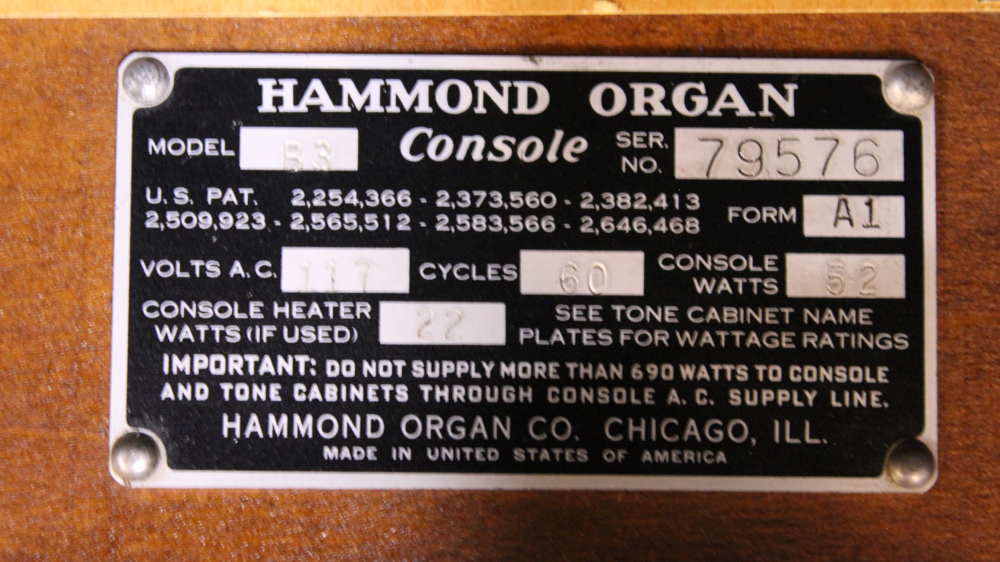 HAMMOND ORGAN
MODEL B3 Console SER. NO. 79576
U.S. PAT. 2,254,366 - 2,373,560 - 2,382,413
2,509,923 - 2,565,512 - 2,583,566 - 2,646,468 FORM A1
VOLTS A.C. 117 CYCLES 60 CONSOLE WATTS 52
CONSOLE HEATER WATTS (IF USED) 22 SEE TONE CABINET NAME
PLATES FOR WATTAGE RATINGS
IMPORTANT: DO NOT SUPPLY MORE THAN 690 WATTS TO CONSOLE
AND TONE CABINETS THROUGH CONSOLE A.C. SUPPLY LINE.
HAMMOND ORGAN CO. CHICAGO, ILL.
MADE IN UNITED STATES OF AMERICA